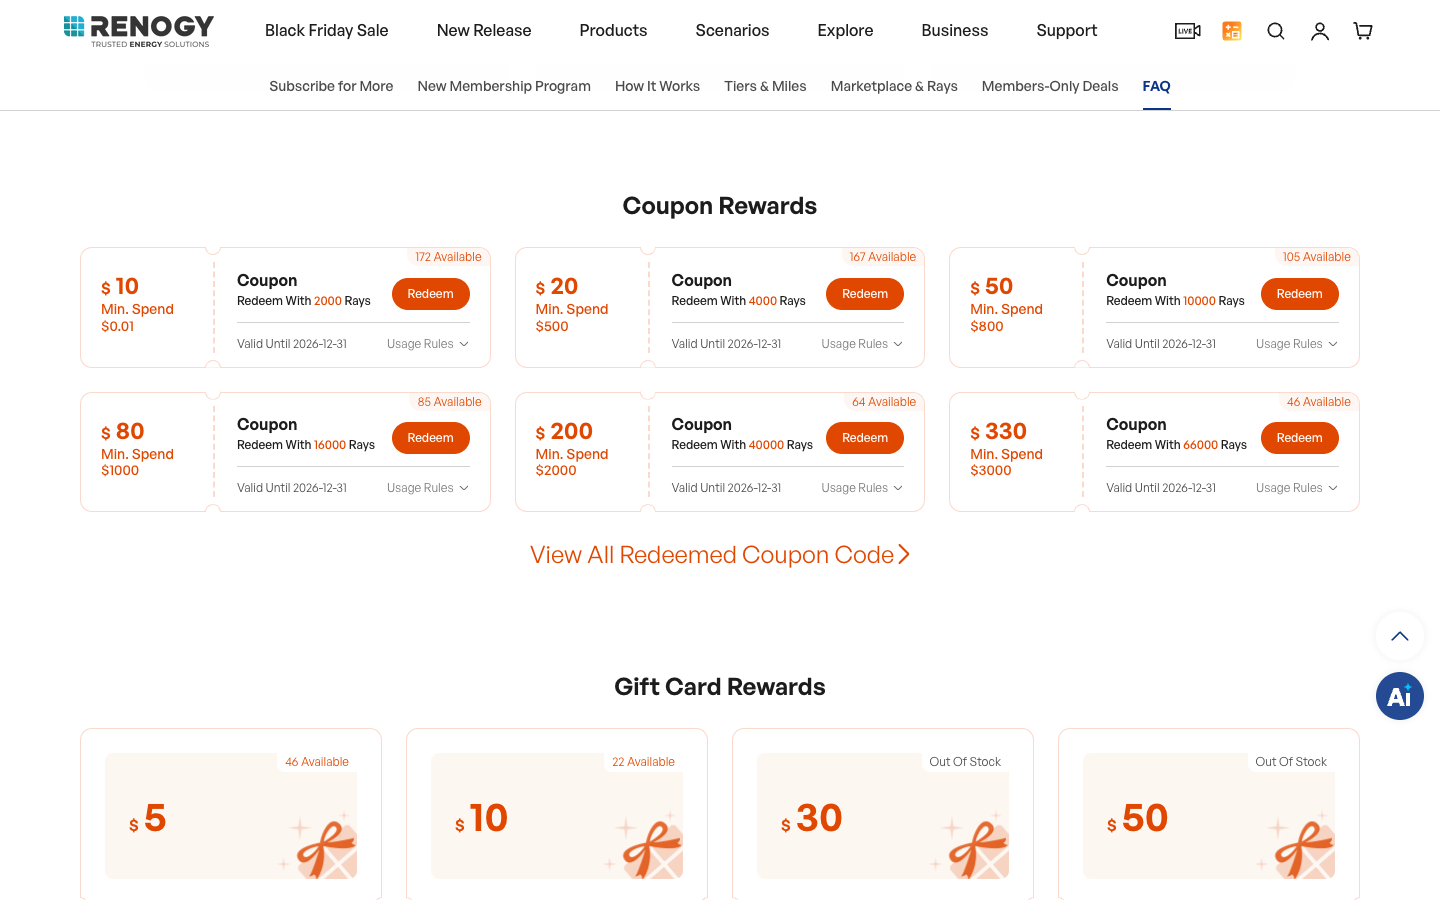 RENOGY
TRUSTED ENERGY SOLUTIONS
Black Friday Sale
New Release
Products
Scenarios
Explore
Business
Support
LIVE
Subscribe for More
New Membership Program
How It Works
Tiers & Miles
Marketplace & Rays
Members-Only Deals
FAQ
Coupon Rewards
172 Available
$ 10
Min. Spend
$0.01
Coupon
Redeem With 2000 Rays
Redeem
Valid Until 2026-12-31
Usage Rules
167 Available
$ 20
Min. Spend
$500
Coupon
Redeem With 4000 Rays
Redeem
Valid Until 2026-12-31
Usage Rules
105 Available
$ 50
Min. Spend
$800
Coupon
Redeem With 10000 Rays
Redeem
Valid Until 2026-12-31
Usage Rules
85 Available
$ 80
Min. Spend
$1000
Coupon
Redeem With 16000 Rays
Redeem
Valid Until 2026-12-31
Usage Rules
64 Available
$ 200
Min. Spend
$2000
Coupon
Redeem With 40000 Rays
Redeem
Valid Until 2026-12-31
Usage Rules
46 Available
$ 330
Min. Spend
$3000
Coupon
Redeem With 66000 Rays
Redeem
Valid Until 2026-12-31
Usage Rules
View All Redeemed Coupon Code
Ai
Gift Card Rewards
46 Available
$ 5
22 Available
$ 10
Out Of Stock
$ 30
Out Of Stock
$ 50